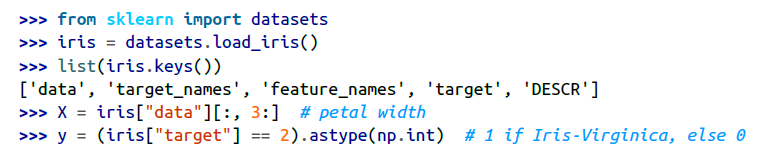 >>> from sklearn import datasets
>>> iris = datasets.load_iris()
>>> list(iris.keys())
['data', 'target_names', 'feature_names', 'target', 'DESCR']
>>> X = iris["data"][:, 3:]  # petal width
>>> y = (iris["target"] == 2).astype(np.int)  # 1 if Iris-Virginica, else 0